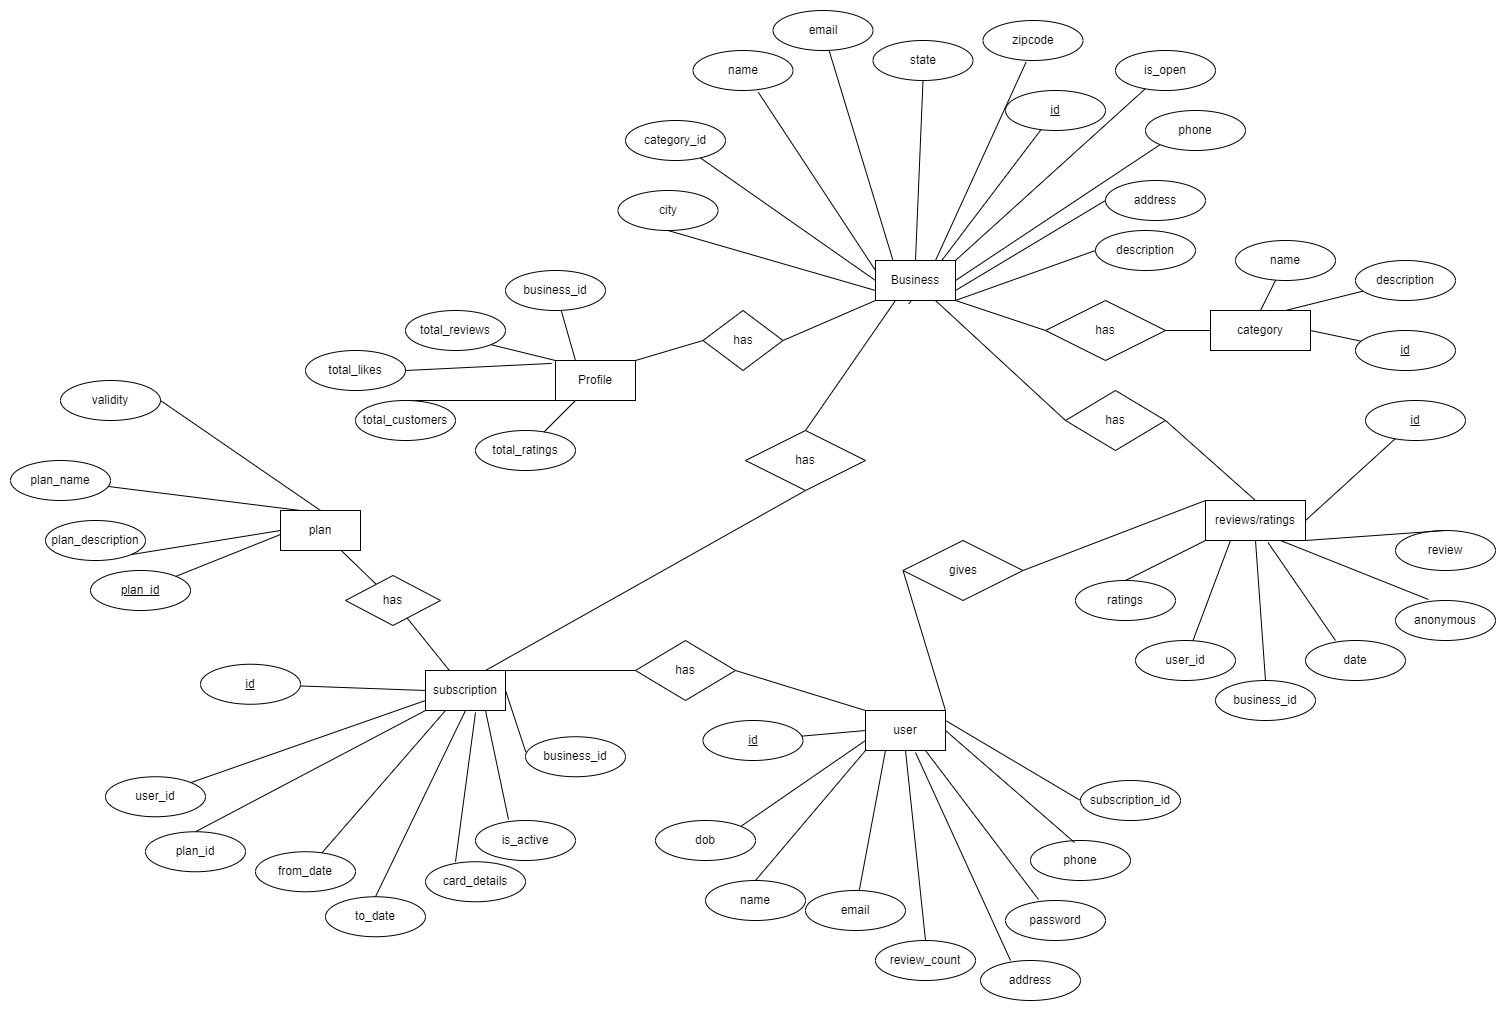 email
zipcode
state
name
is_open
id
phone
category_id
address
city
description
Business
name
description
business_id
total_reviews
has
has
category
id
total_likes
Profile
validity
total_customers
has
id
total_ratings
has
plan_name
plan
reviews/ratings
plan_description
review
gives
plan_id
has
ratings
anonymous
has
user_id
date
id
subscription
business_id
id
user
business_id
user_id
subscription_id
is_active
dob
plan_id
phone
from_date
card_details
name
email
to_date
password
review_count
address